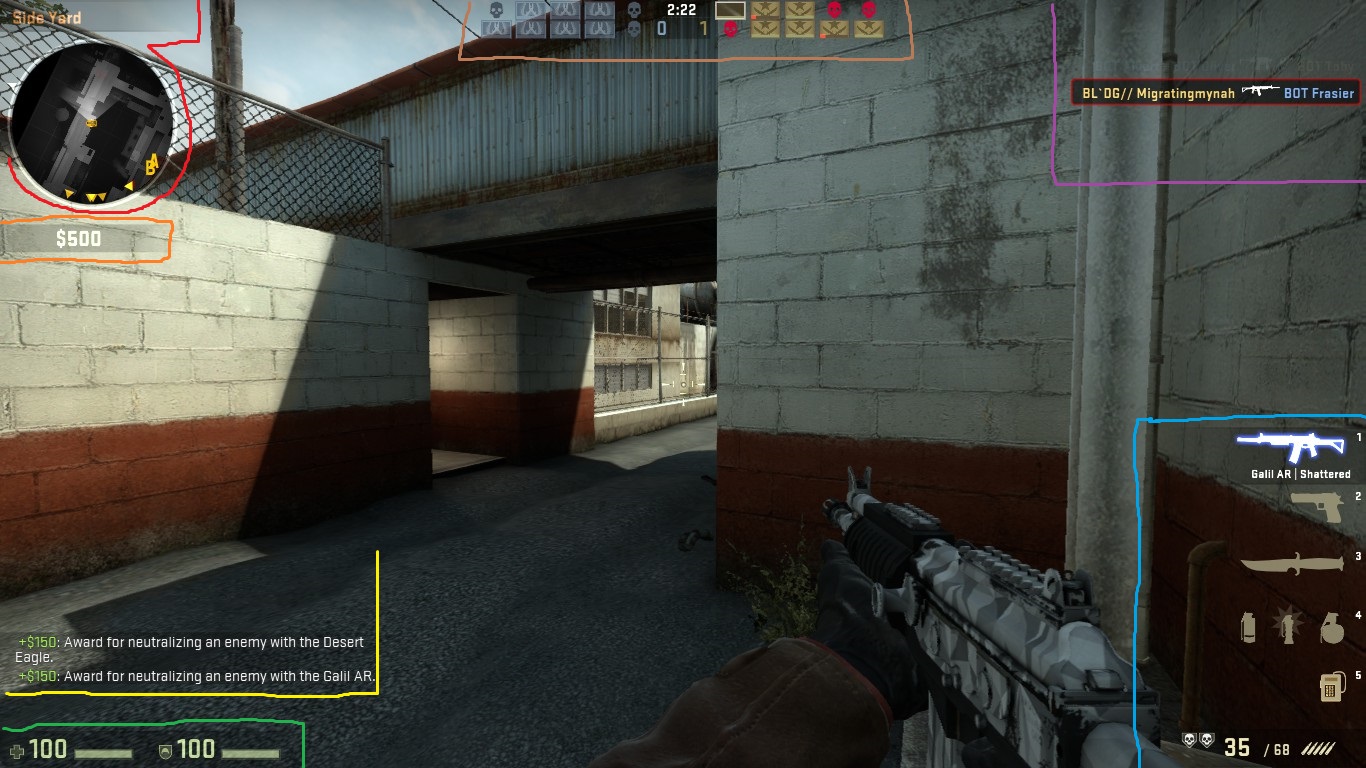 Side Yard
2:22
0 1
BL`DG// Migratingmynah BOT Frasier
B A
$500
1
Galil AR | Shattered
2
3
4
5
+$150: Award for neutralizing an enemy with the Desert
Eagle.
+$150: Award for neutralizing an enemy with the Galil AR.
100 100
35 / 68